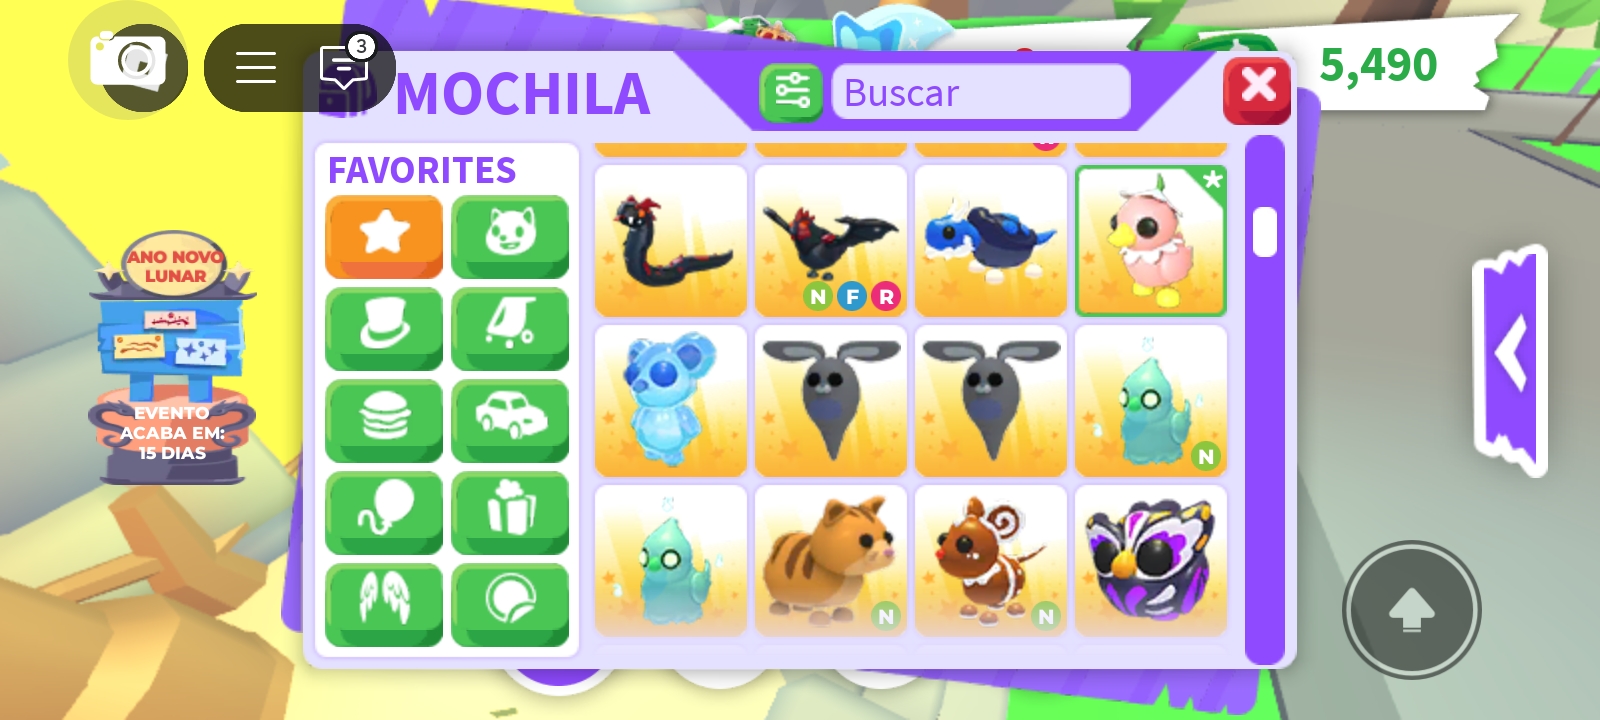 3
MOCHILA
Buscar
5,490
FAVORITES
N F R
N
N
N
ANO NOVO
LUNAR
EVENTO
ACABA EM:
15 DIAS